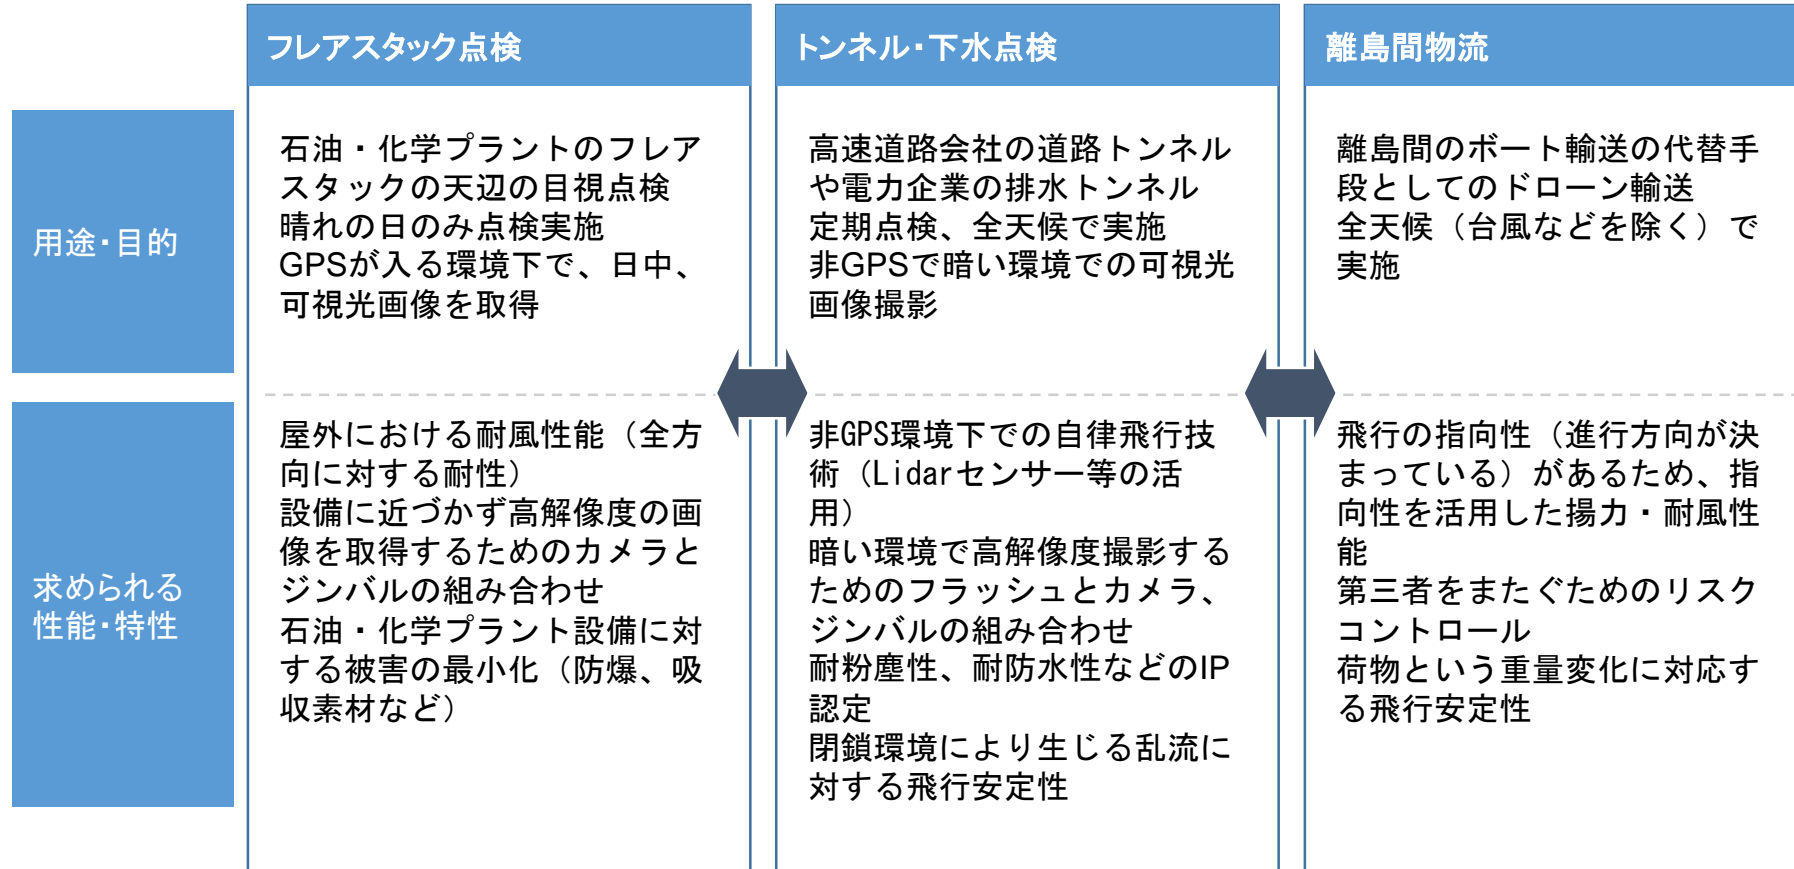 フレアスタック点検
トンネル・下水点検
離島間物流
用途・目的
石油・化学プラントのフレア
スタックの天辺の目視点検
晴れの日のみ点検実施
GPSが入る環境下で、日中、
可視光画像を取得
高速道路会社の道路トンネル
や電力企業の排水トンネル
定期点検、全天候で実施
非GPSで暗い環境での可視光
画像撮影
離島間のボート輸送の代替手
段としてのドローン輸送
全天候（台風などを除く）で
実施
求められる
性能・特性
屋外における耐風性能（全方
向に対する耐性）
設備に近づかず高解像度の画
像を取得するためのカメラと
ジンバルの組み合わせ
石油・化学プラント設備に対
する被害の最小化（防爆、吸
収素材など）
非GPS環境下での自律飛行技
術（Lidarセンサー等の活
用）
暗い環境で高解像度撮影する
ためのフラッシュとカメラ、
ジンバルの組み合わせ
耐粉塵性、耐防水性などのIP
認定
閉鎖環境により生じる乱流に
対する飛行安定性
飛行の指向性（進行方向が決
まっている）があるため、指
向性を活用した揚力・耐風性
能
第三者をまたぐためのリスク
コントロール
荷物という重量変化に対応す
る飛行安定性